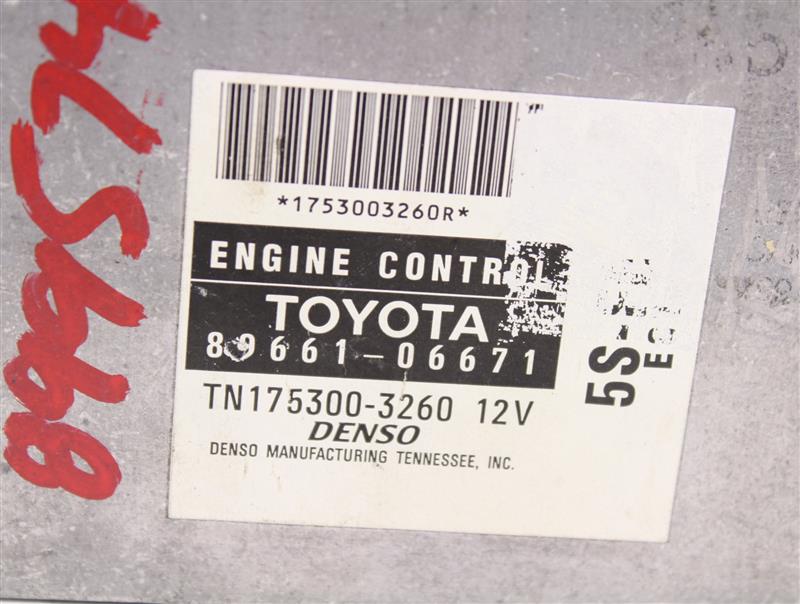 *1753003260R*
ENGINE CONTROL
TOYOTA
89661-06671
TN175300-3260 12V
DENSO
DENSO MANUFACTURING TENNESSEE, INC.
5S-